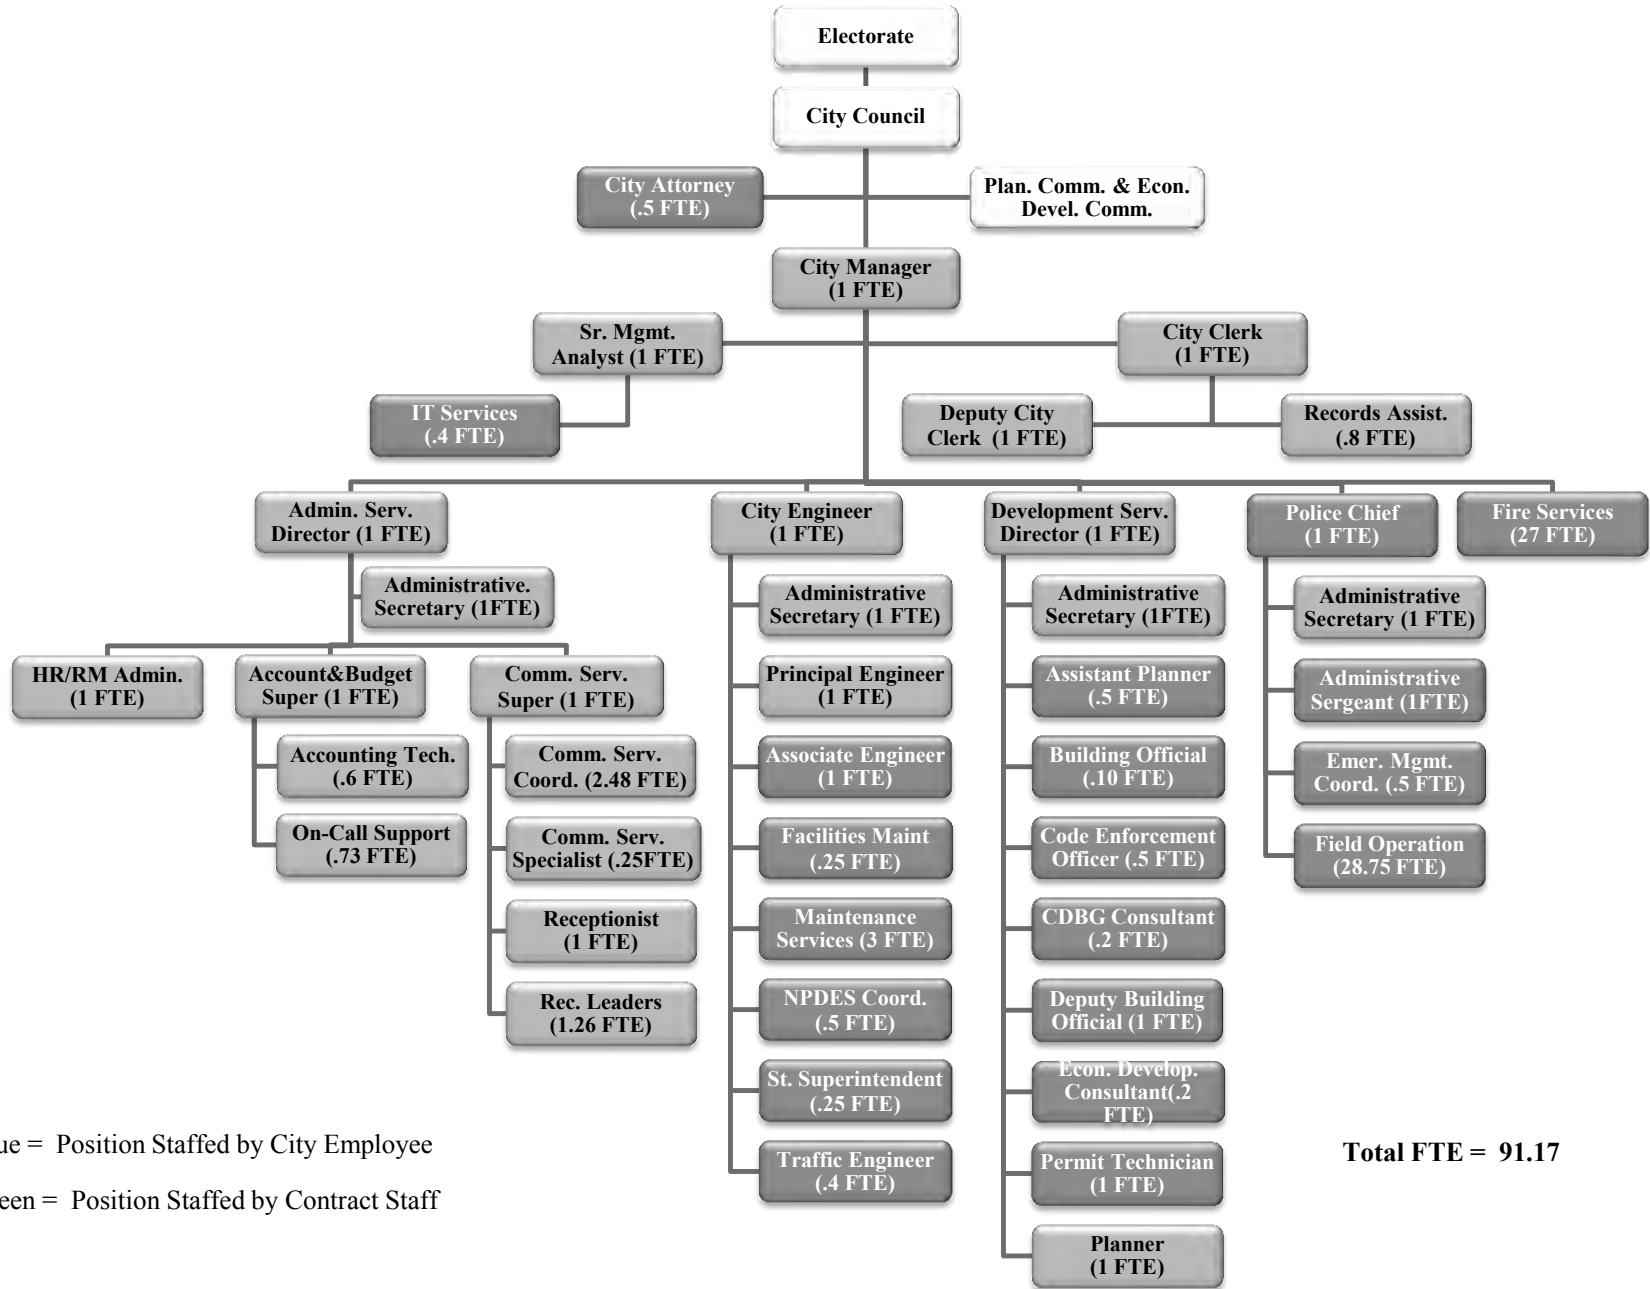 Electorate
City Council
City Attorney
(.5 FTE)
Plan. Comm. & Econ.
Devel. Comm.
City Manager
(1 FTE)
Sr. Mgmt.
Analyst (1 FTE)
City Clerk
(1 FTE)
IT Services
(.4 FTE)
Deputy City
Clerk (1 FTE)
Records Assist.
(.8 FTE)
Admin. Serv.
Director (1 FTE)
Administrative.
Secretary (1FTE)
HR/RM Admin.
(1 FTE)
Account&Budget
Super (1 FTE)
Accounting Tech.
(.6 FTE)
On-Call Support
(.73 FTE)
Comm. Serv.
Super (1 FTE)
Comm. Serv.
Coord. (2.48 FTE)
Comm. Serv.
Specialist (.25FTE)
Receptionist
(1 FTE)
Rec. Leaders
(1.26 FTE)
City Engineer
(1 FTE)
Administrative
Secretary (1 FTE)
Principal Engineer
(1 FTE)
Associate Engineer
(1 FTE)
Facilities Maint
(.25 FTE)
Maintenance
Services (3 FTE)
NPDES Coord.
(.5 FTE)
St. Superintendent
(.25 FTE)
Traffic Engineer
(.4 FTE)
Development Serv.
Director (1 FTE)
Administrative
Secretary (1FTE)
Assistant Planner
(.5 FTE)
Building Official
(.10 FTE)
Code Enforcement
Officer (.5 FTE)
CDBG Consultant
(.2 FTE)
Deputy Building
Official (1 FTE)
Econ. Develop.
Consultant(.2
FTE)
Permit Technician
(1 FTE)
Planner
(1 FTE)
Police Chief
(1 FTE)
Administrative
Secretary (1 FTE)
Administrative
Sergeant (1FTE)
Emer. Mgmt.
Coord. (.5 FTE)
Field Operation
(28.75 FTE)
Fire Services
(27 FTE)
ue = Position Staffed by City Employee
een = Position Staffed by Contract Staff
Total FTE = 91.17